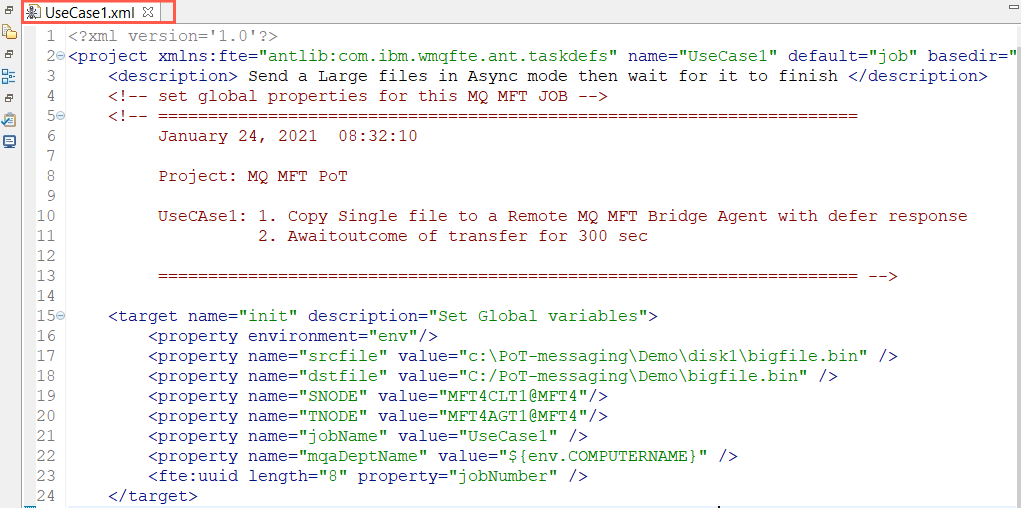 UseCase1.xml
1 <?xml version='1.0'?>
2 <project xmlns:fte="antlib:com.ibm.wmqfte.ant.taskdefs" name="UseCase1" default="job" basedir="
3 <description> Send a Large files in Async mode then wait for it to finish </description>
4 <!-- set global properties for this MQ MFT JOB -->
5 <!-- ======================================================================
6 January 24, 2021  08:32:10
7
8 Project: MQ MFT PoT
9
10 UseCAse1: 1. Copy Single file to a Remote MQ MFT Bridge Agent with defer response
11 2. Awaitoutcome of transfer for 300 sec
12
13 ====================================================================== -->
14
15 <target name="init" description="Set Global variables">
16 <property environment="env"/>
17 <property name="srcfile" value="c:\PoT-messaging\Demo\disk1\bigfile.bin" />
18 <property name="dstfile" value="C:/PoT-messaging\Demo\bigfile.bin" />
19 <property name="SNODE" value="MFT4CLT1@MFT4"/>
20 <property name="TNODE" value="MFT4AGT1@MFT4"/>
21 <property name="jobName" value="UseCase1" />
22 <property name="mqaDeptName" value="${env.COMPUTERNAME}" />
23 <fte:uuid length="8" property="jobNumber" />
24 </target>